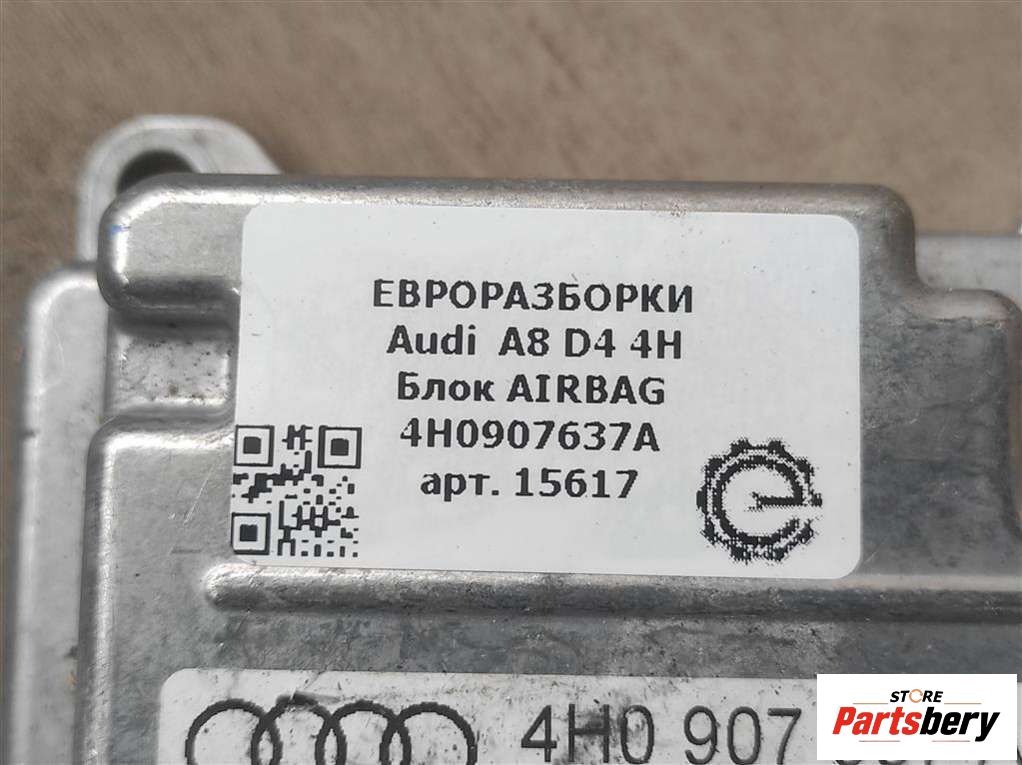 ЕВРОРАЗБОРКИ
Audi A8 D4 4H
Блок AIRBAG
4H0907637A
арт. 15617
4H0 907
STORE
Partsbery